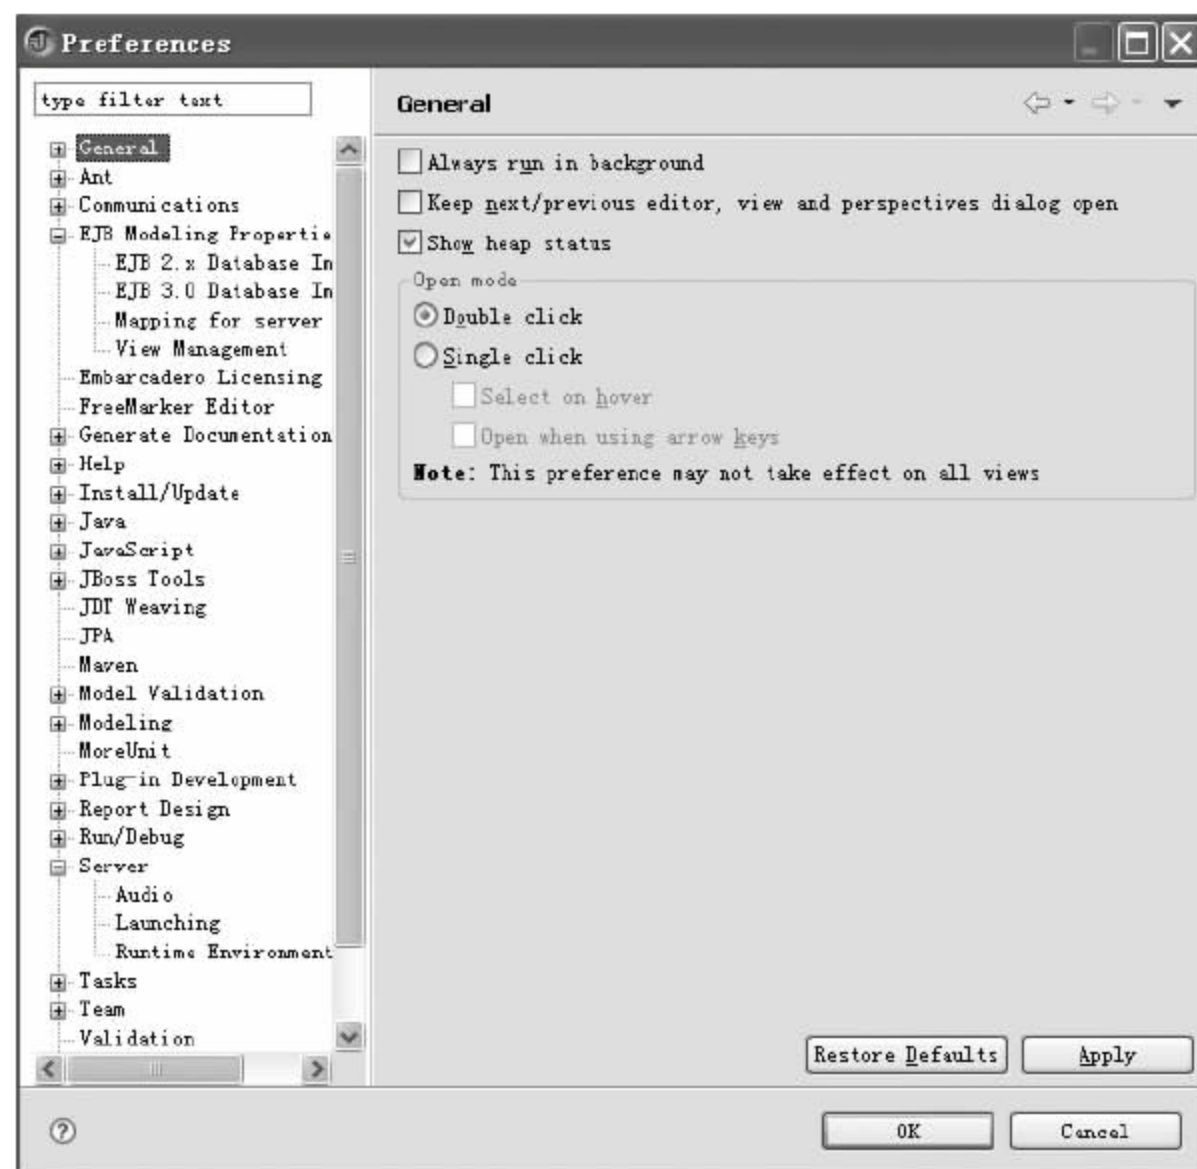 Preferences
type filter text
General
Ant
Communications
EJB Modeling Propertie
EJB 2.x Database In
EJB 3.0 Database In
Mapping for server
View Management
Embarcadero Licensing
FreeMarker Editor
Generate Documentation
Help
Install/Update
Java
JavaScript
JBoss Tools
JDT Weaving
JPA
Maven
Model Validation
Modeling
MoreUnit
Plug-in Development
Report Design
Run/Debug
Server
Audio
Launching
Runtime Environment
Tasks
Team
Validation
General
Always run in background
Keep next/previous editor, view and perspectives dialog open
Show heap status
Open mode
Double click
Single click
Select on hover
Open when using arrow keys
Note: This preference may not take effect on all views
Restore Defaults
Apply
OK
Cancel